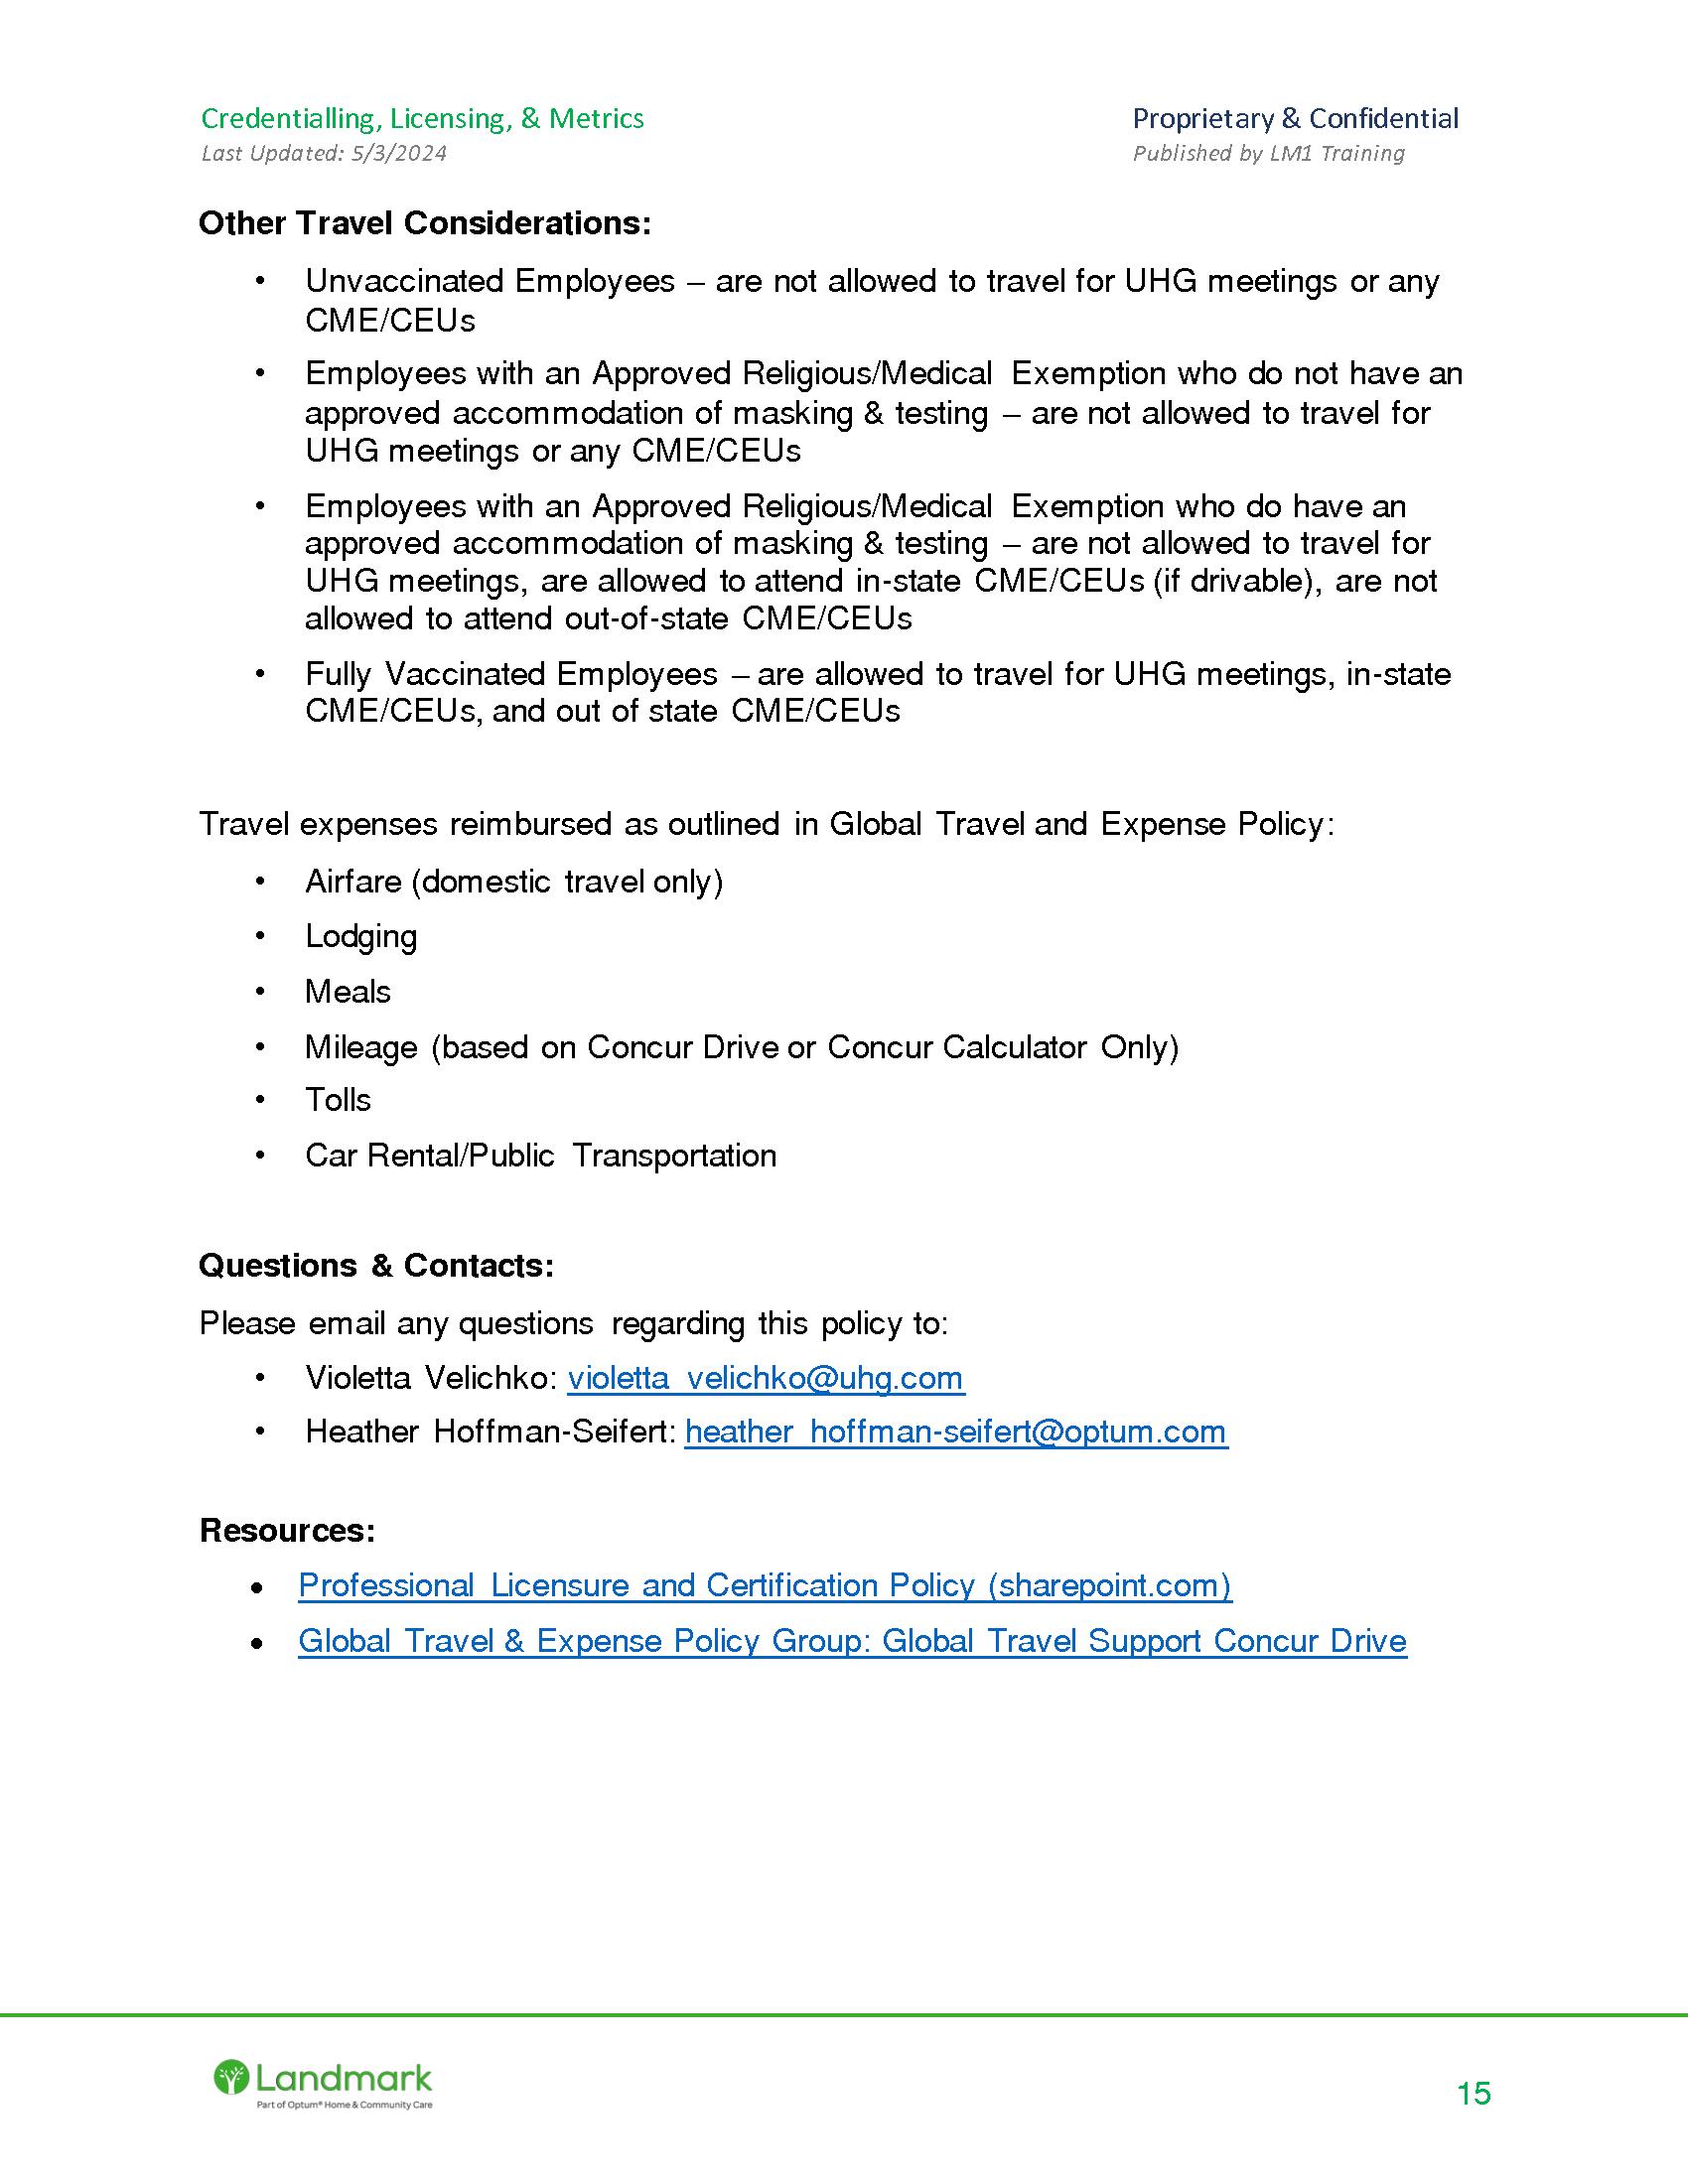 Credentialling, Licensing, & Metrics
Proprietary & Confidential
Last Updated: 5/3/2024
Published by LM1 Training
Other Travel Considerations:
• Unvaccinated Employees – are not allowed to travel for UHG meetings or any
CME/CEUs
• Employees with an Approved Religious/Medical Exemption who do not have an
approved accommodation of masking & testing – are not allowed to travel for
UHG meetings or any CME/CEUs
• Employees with an Approved Religious/Medical Exemption who do have an
approved accommodation of masking & testing – are not allowed to travel for
UHG meetings, are allowed to attend in-state CME/CEUs (if drivable), are not
allowed to attend out-of-state CME/CEUs
• Fully Vaccinated Employees – are allowed to travel for UHG meetings, in-state
CME/CEUs, and out of state CME/CEUs
Travel expenses reimbursed as outlined in Global Travel and Expense Policy:
• Airfare (domestic travel only)
• Lodging
• Meals
• Mileage (based on Concur Drive or Concur Calculator Only)
• Tolls
• Car Rental/Public Transportation
Questions & Contacts:
Please email any questions regarding this policy to:
• Violetta Velichko: violetta_velichko@uhg.com
• Heather Hoffman-Seifert: heather_hoffman-seifert@optum.com
Resources:
• Professional Licensure and Certification Policy (sharepoint.com)
• Global Travel & Expense Policy Group: Global Travel Support Concur Drive
Landmark
Part of Optum® Home & Community Care
15